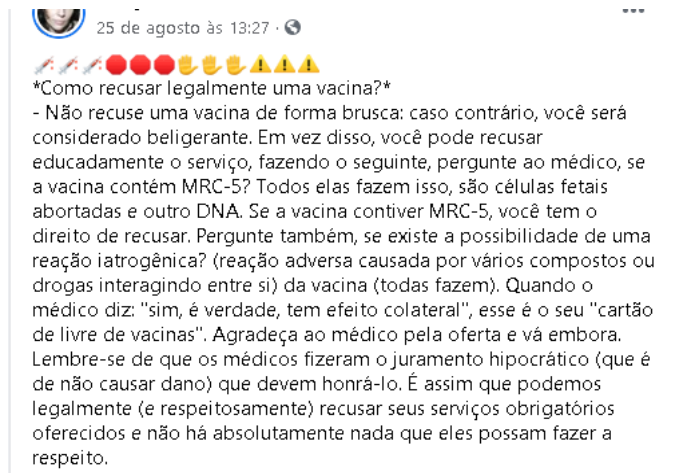 25 de agosto às 13:27 ·
*Como recusar legalmente uma vacina?*
- Não recuse uma vacina de forma brusca: caso contrário, você será
considerado beligerante. Em vez disso, você pode recusar
educadamente o serviço, fazendo o seguinte, pergunte ao médico, se
a vacina contém MRC-5? Todos elas fazem isso, são células fetais
abortadas e outro DNA. Se a vacina contiver MRC-5, você tem o
direito de recusar. Pergunte também, se existe a possibilidade de uma
reação iatrogênica? (reação adversa causada por vários compostos ou
drogas interagindo entre si) da vacina (todas fazem). Quando o
médico diz: "sim, é verdade, tem efeito colateral", esse é o seu "cartão
de livre de vacinas". Agradeça ao médico pela oferta e vá embora.
Lembre-se de que os médicos fizeram o juramento hipocrático (que é
de não causar dano) que devem honrá-lo. É assim que podemos
legalmente (e respeitosamente) recusar seus serviços obrigatórios
oferecidos e não há absolutamente nada que eles possam fazer a
respeito.